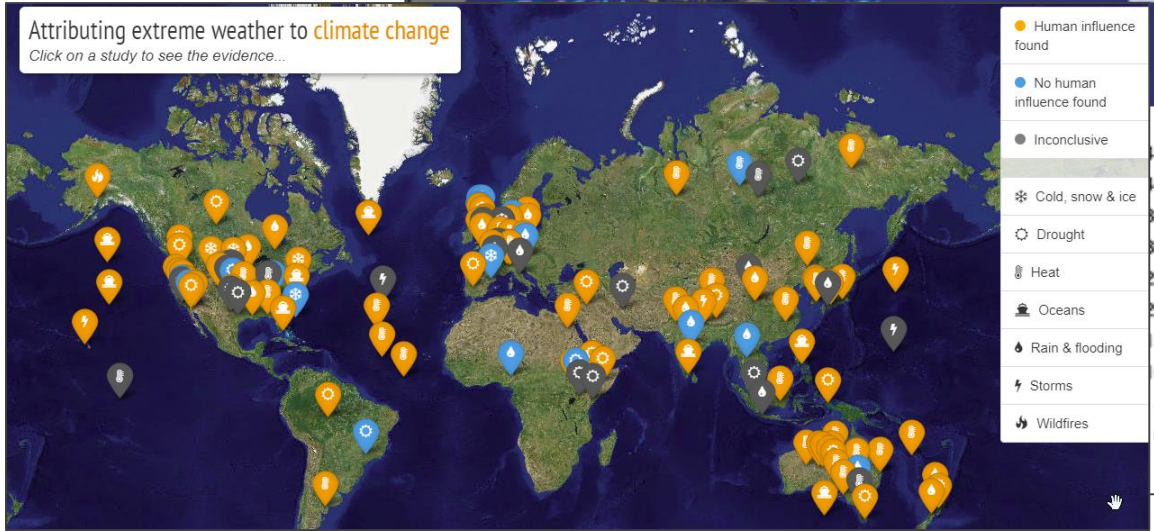 Attributing extreme weather to climate change
Click on a study to see the evidence...
Human influence
found
No human
influence found
Inconclusive
Cold, snow & ice
Drought
Heat
Oceans
Rain & flooding
Storms
Wildfires